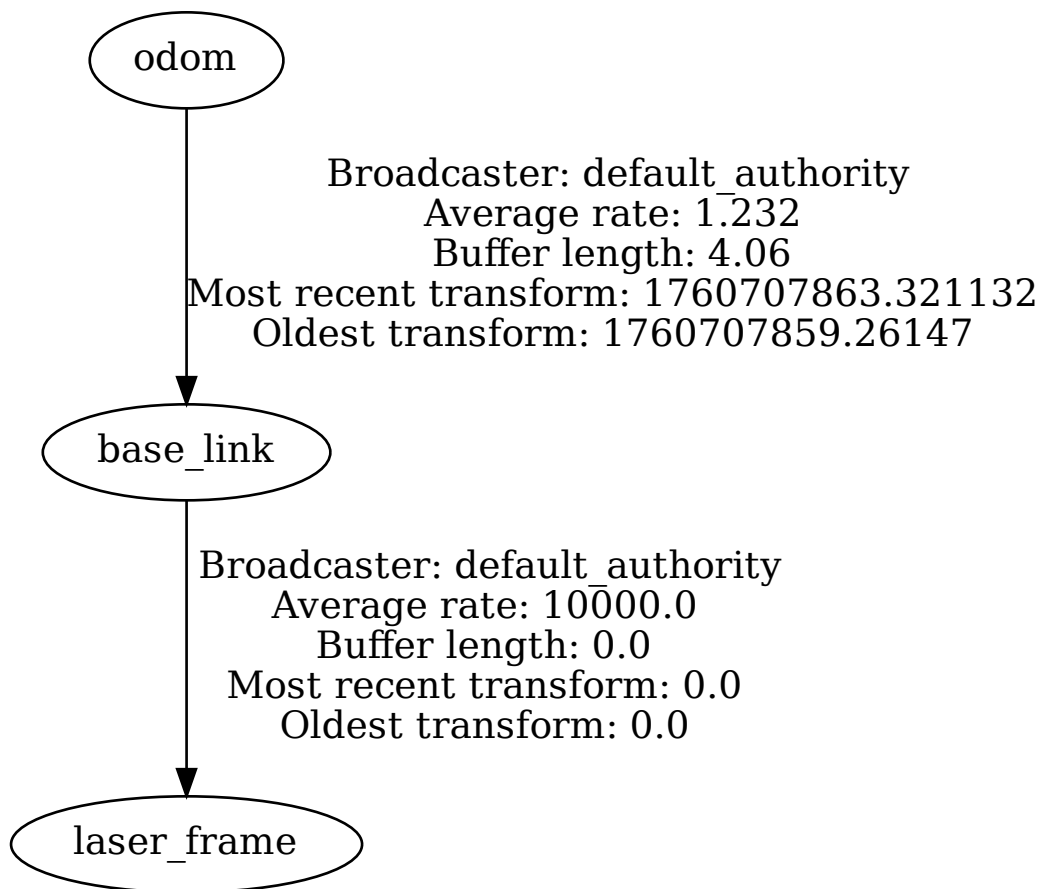 odom
Broadcaster: default_authority
Average rate: 1.232
Buffer length: 4.06
Most recent transform: 1760707863.321132
Oldest transform: 1760707859.26147
base_link
Broadcaster: default_authority
Average rate: 10000.0
Buffer length: 0.0
Most recent transform: 0.0
Oldest transform: 0.0
laser_frame